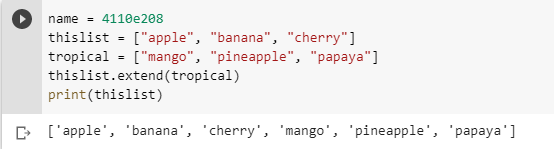 name = 4110e208
thislist = ["apple", "banana", "cherry"]
tropical = ["mango", "pineapple", "papaya"]
thislist.extend(tropical)
print(thislist)
['apple', 'banana', 'cherry', 'mango', 'pineapple', 'papaya']